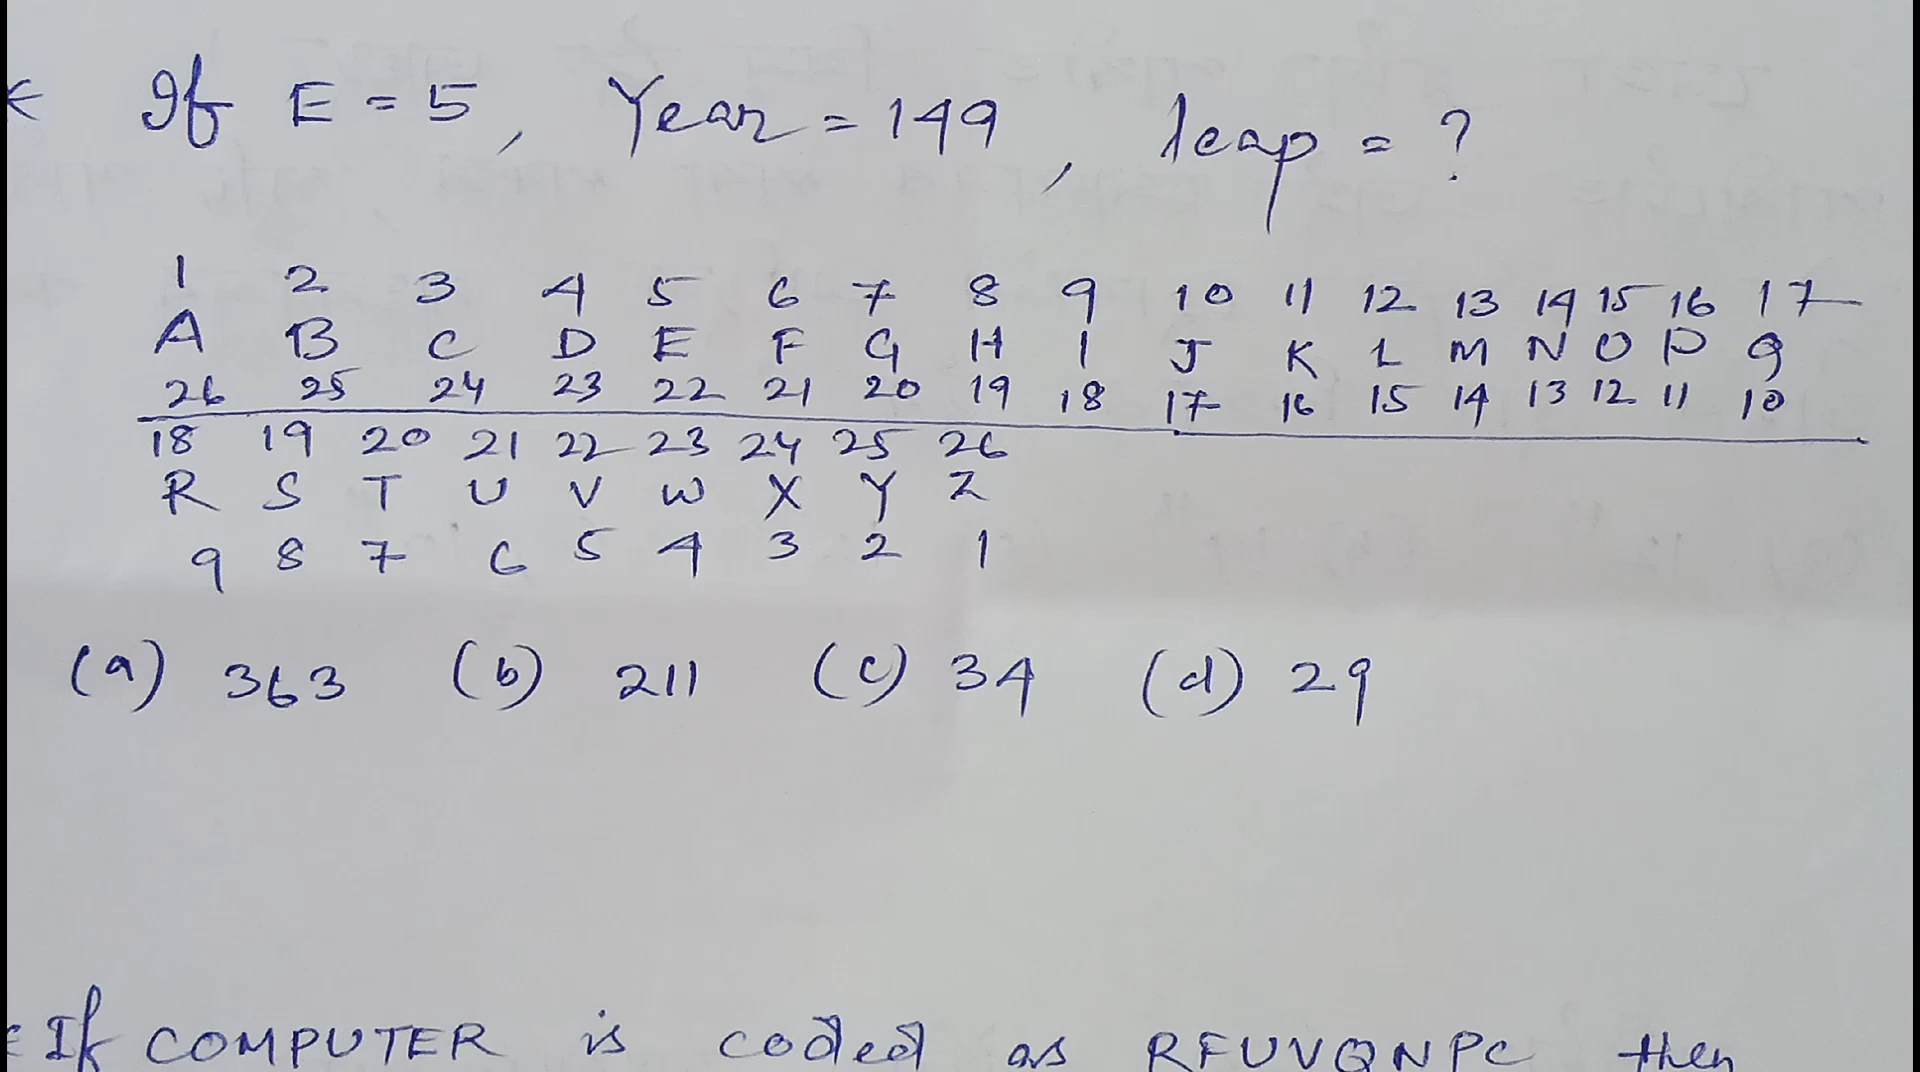 If E = 5, Year = 149, leap = ?
1 2 3 4 5 6 7 8 9 10 11 12 13 14 15 16 17
A B C D E F G H I J K L M N O P Q
26 25 24 23 22 21 20 19 18 17 16 15 14 13 12 11 10
18 19 20 21 22 23 24 25 26
R S T U V W X Y Z
9 8 7 6 5 4 3 2 1
(a) 363 (b) 211 (c) 34 (d) 29
If COMPUTER is coded as RFUVQNPC then